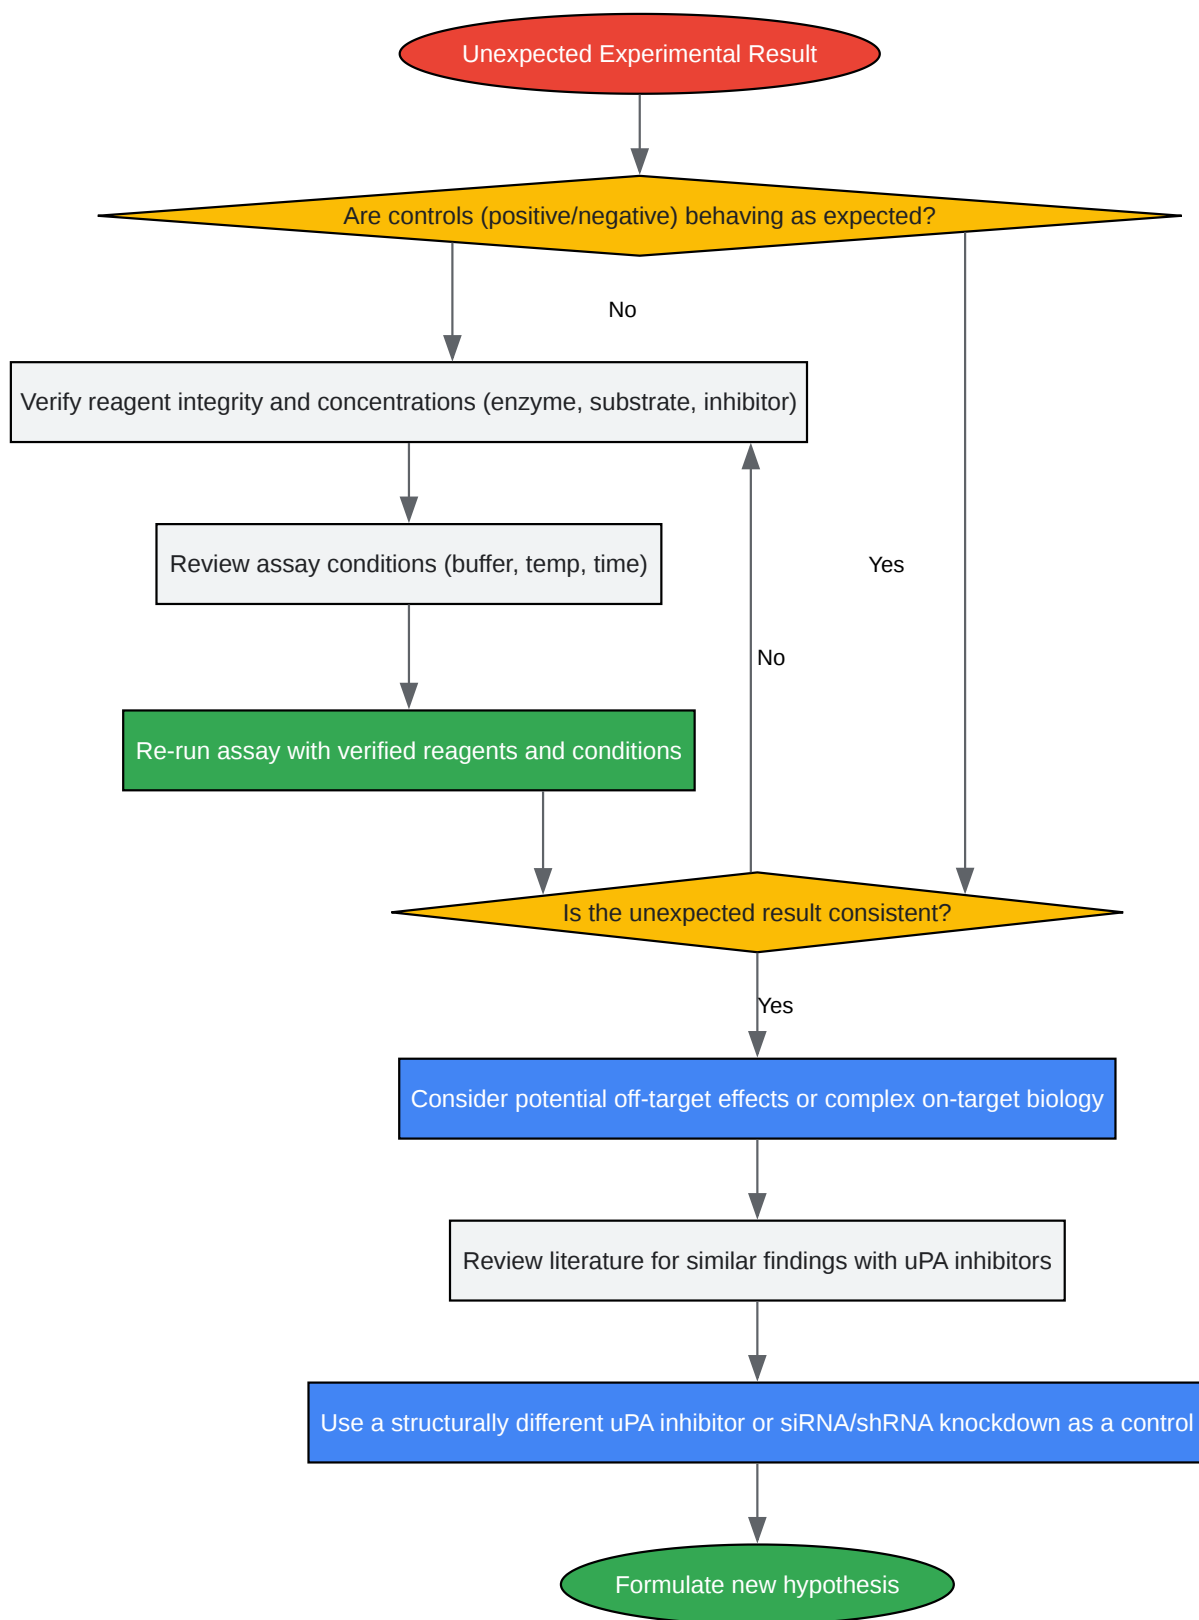 Unexpected Experimental Result
Are controls (positive/negative) behaving as expected?
No
Verify reagent integrity and concentrations (enzyme, substrate, inhibitor)
Review assay conditions (buffer, temp, time)
Yes
No
Re-run assay with verified reagents and conditions
Is the unexpected result consistent?
Yes
Consider potential off-target effects or complex on-target biology
Review literature for similar findings with uPA inhibitors
Use a structurally different uPA inhibitor or siRNA/shRNA knockdown as a control
Formulate new hypothesis